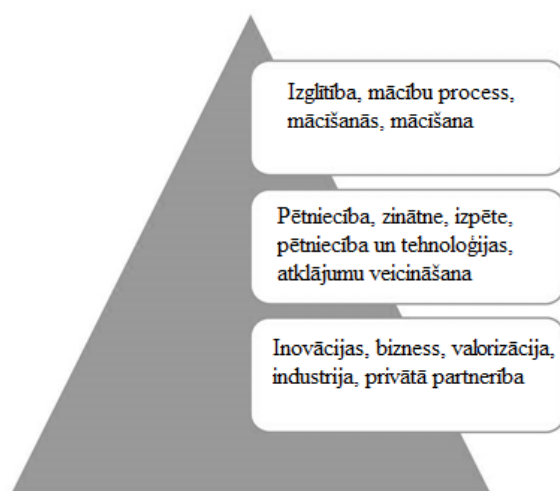 Izglītība, mācību process,
mācīšanās, mācīšana
Pētniecība, zinātne, izpēte,
pētniecība un tehnoloģijas,
atklājumu veicināšana
Inovācijas, bizness, valorizācija,
industrija, privātā partnerība